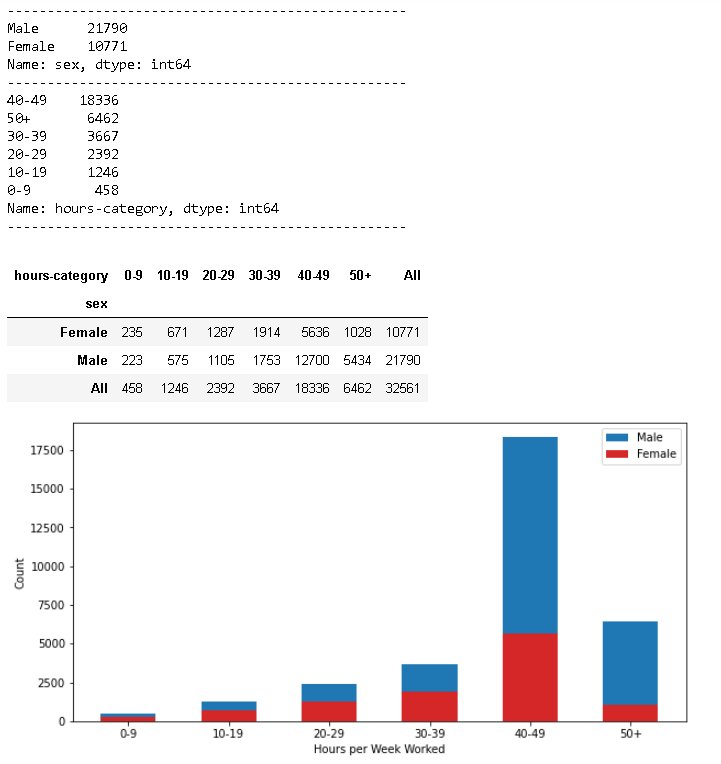 --------------------------------------------------
Male 21790
Female 10771
Name: sex, dtype: int64
--------------------------------------------------
40-49 18336
50+ 6462
30-39 3667
20-29 2392
10-19 1246
0-9 458
Name: hours-category, dtype: int64
--------------------------------------------------
hours-category 0-9 10-19 20-29 30-39 40-49 50+ All
sex
Female 235 671 1287 1914 5636 1028 10771
Male 223 575 1105 1753 12700 5434 21790
All 458 1246 2392 3667 18336 6462 32561
Male
Female
17500
15000
12500
10000
7500
5000
2500
0
Count
0-9 10-19 20-29 30-39 40-49 50+
Hours per Week Worked